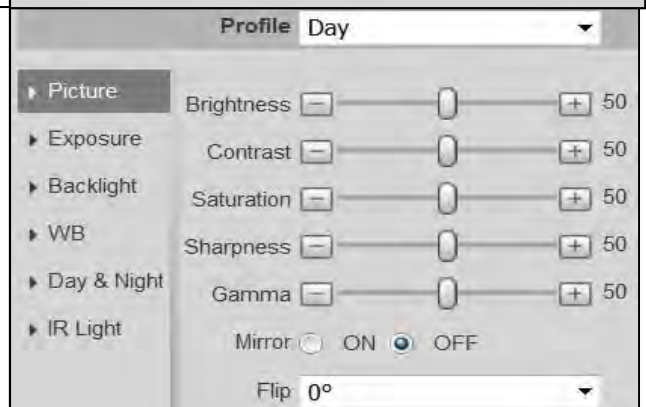 Profile Day
Picture
Exposure
Backlight
WB
Day & Night
IR Light
Brightness 50
Contrast 50
Saturation 50
Sharpness 50
Gamma 50
Mirror ON OFF
Flip 0°